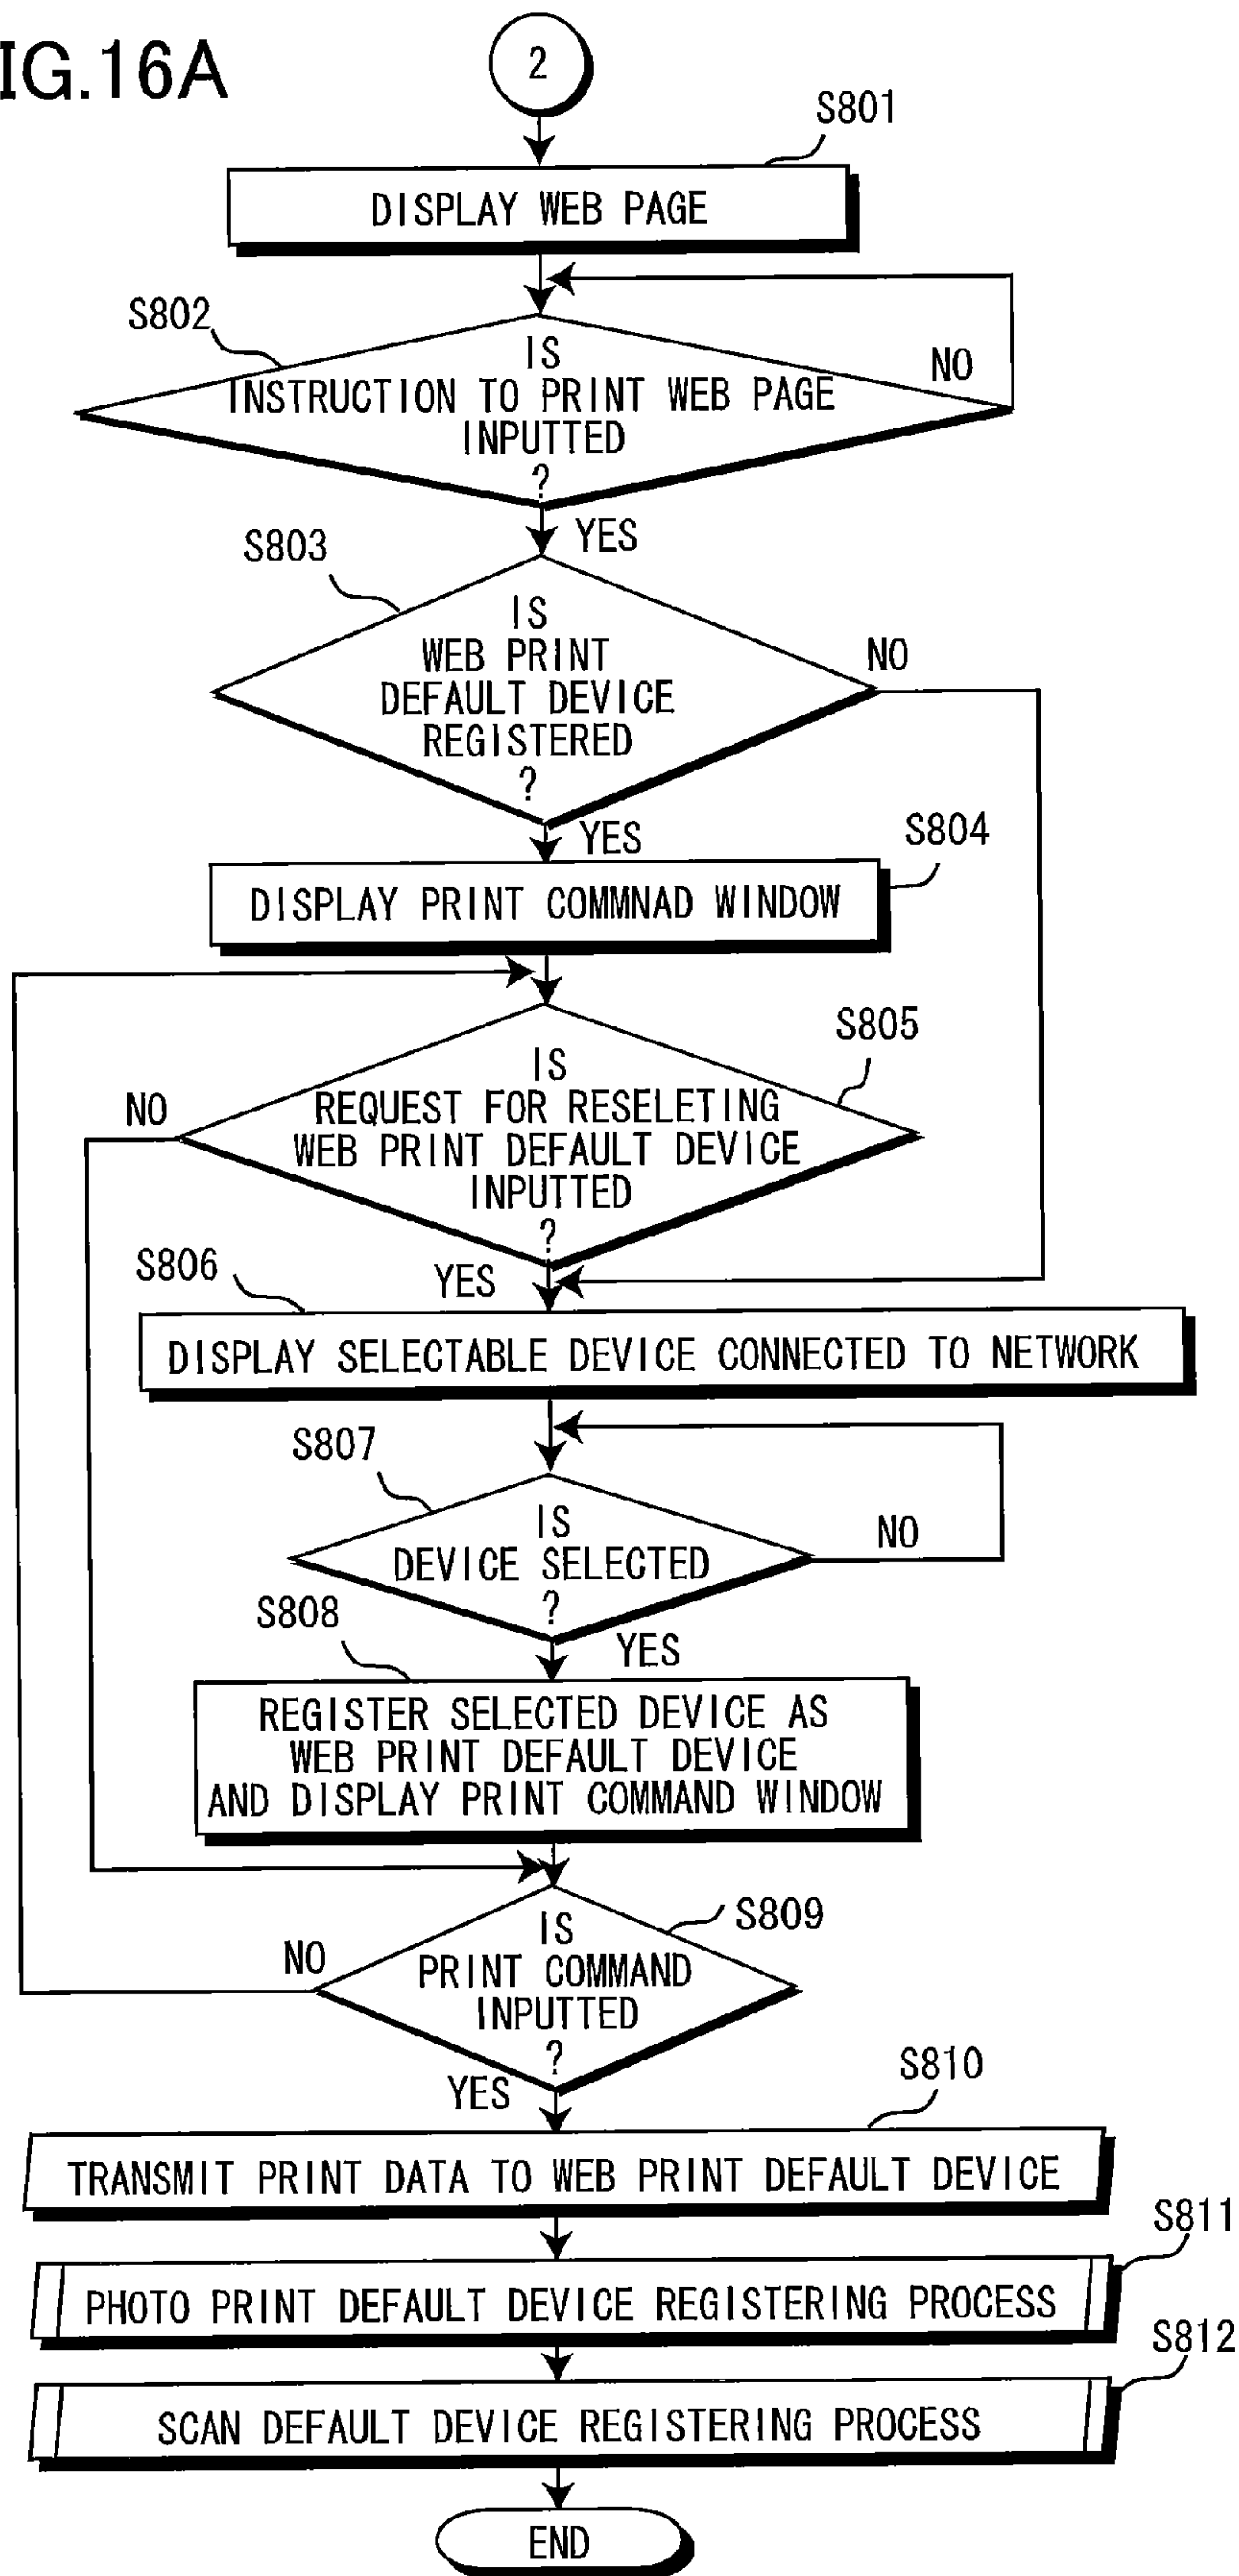 IG.16A
2
S801
DISPLAY WEB PAGE
S802
IS
INSTRUCTION TO PRINT WEB PAGE
INPUTTED
?
NO
YES
S803
IS
WEB PRINT
DEFAULT DEVICE
REGISTERED
?
NO
YES
S804
DISPLAY PRINT COMMNAD WINDOW
S805
IS
REQUEST FOR RESELETING
WEB PRINT DEFAULT DEVICE
INPUTTED
?
NO
YES
S806
DISPLAY SELECTABLE DEVICE CONNECTED TO NETWORK
S807
IS
DEVICE SELECTED
?
NO
YES
S808
REGISTER SELECTED DEVICE AS
WEB PRINT DEFAULT DEVICE
AND DISPLAY PRINT COMMAND WINDOW
S809
IS
PRINT COMMAND
INPUTTED
?
NO
YES
S810
TRANSMIT PRINT DATA TO WEB PRINT DEFAULT DEVICE
S811
PHOTO PRINT DEFAULT DEVICE REGISTERING PROCESS
S812
SCAN DEFAULT DEVICE REGISTERING PROCESS
END